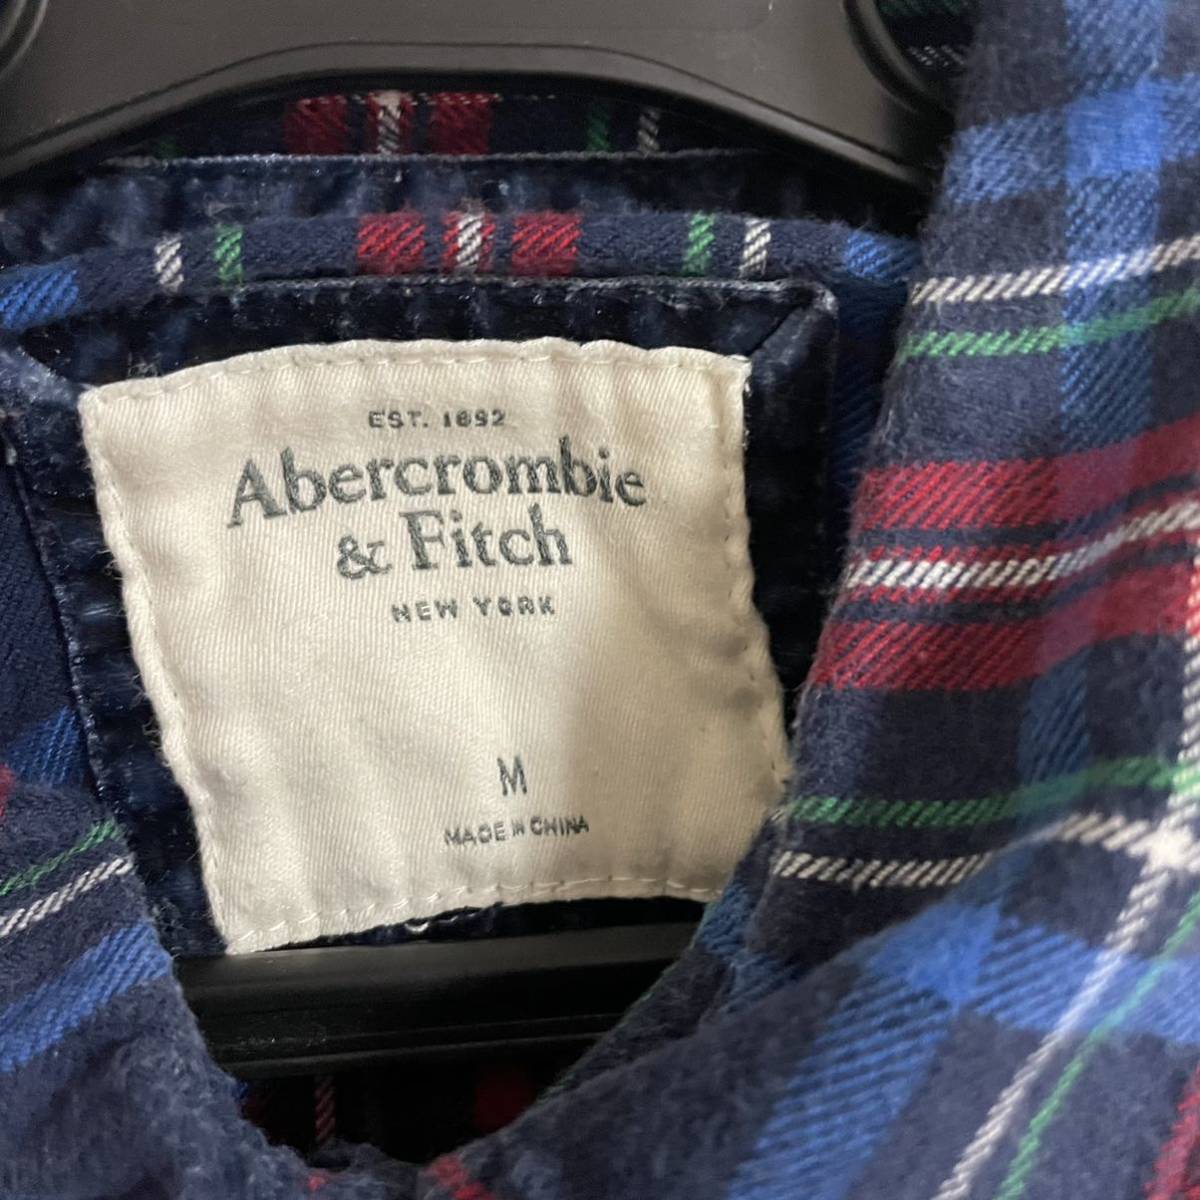 EST. 1892
Abercrombie
& Fitch
NEW YORK
M
MADE IN CHINA